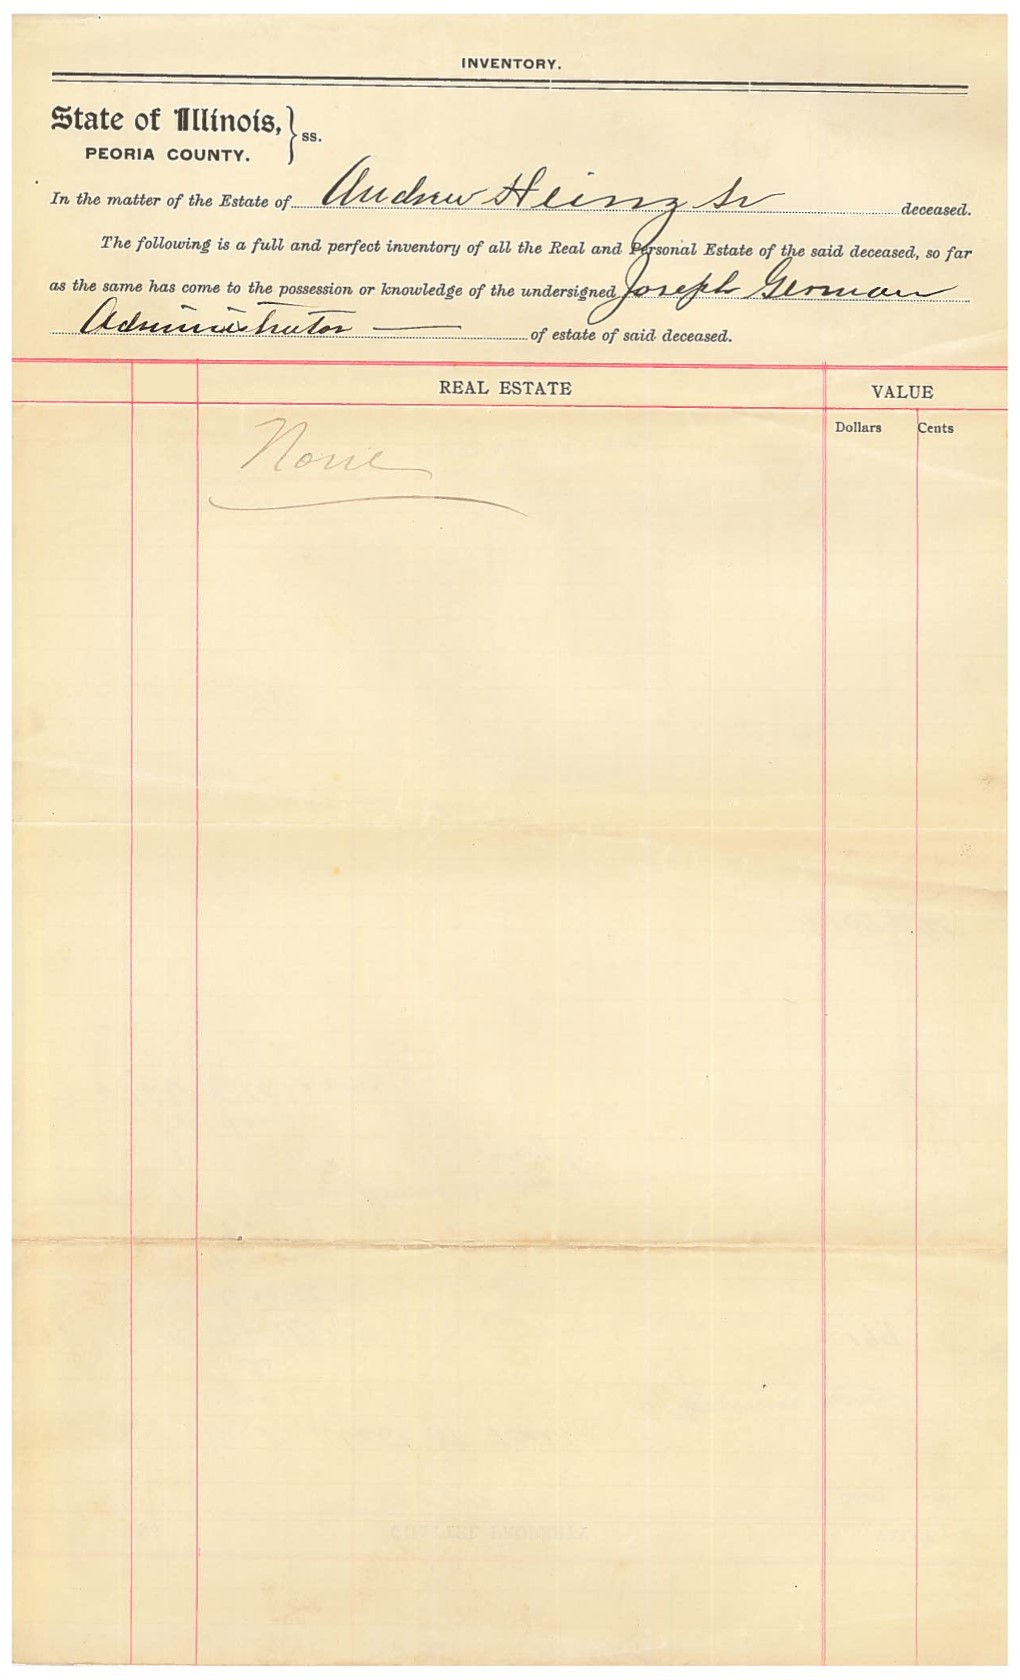 INVENTORY.
State of Illinois, } ss.
PEORIA COUNTY.
In the matter of the Estate of Andrew Heinz Sr deceased.
The following is a full and perfect inventory of all the Real and Personal Estate of the said deceased, so far
as the same has come to the possession or knowledge of the undersigned Joseph German
Administrator — of estate of said deceased.
REAL ESTATE VALUE
Dollars Cents
None